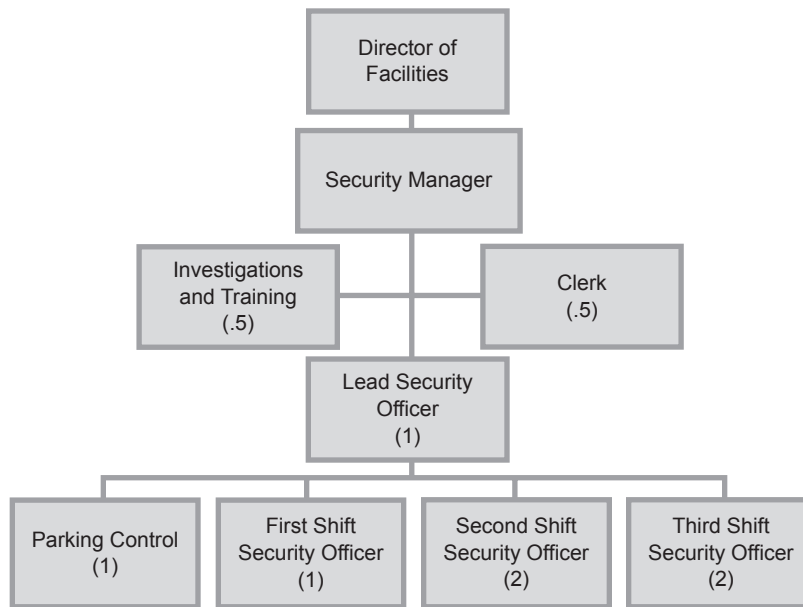 Director of
Facilities
Security Manager
Investigations
and Training
(.5)
Clerk
(.5)
Lead Security
Officer
(1)
Parking Control
(1)
First Shift
Security Officer
(1)
Second Shift
Security Officer
(2)
Third Shift
Security Officer
(2)